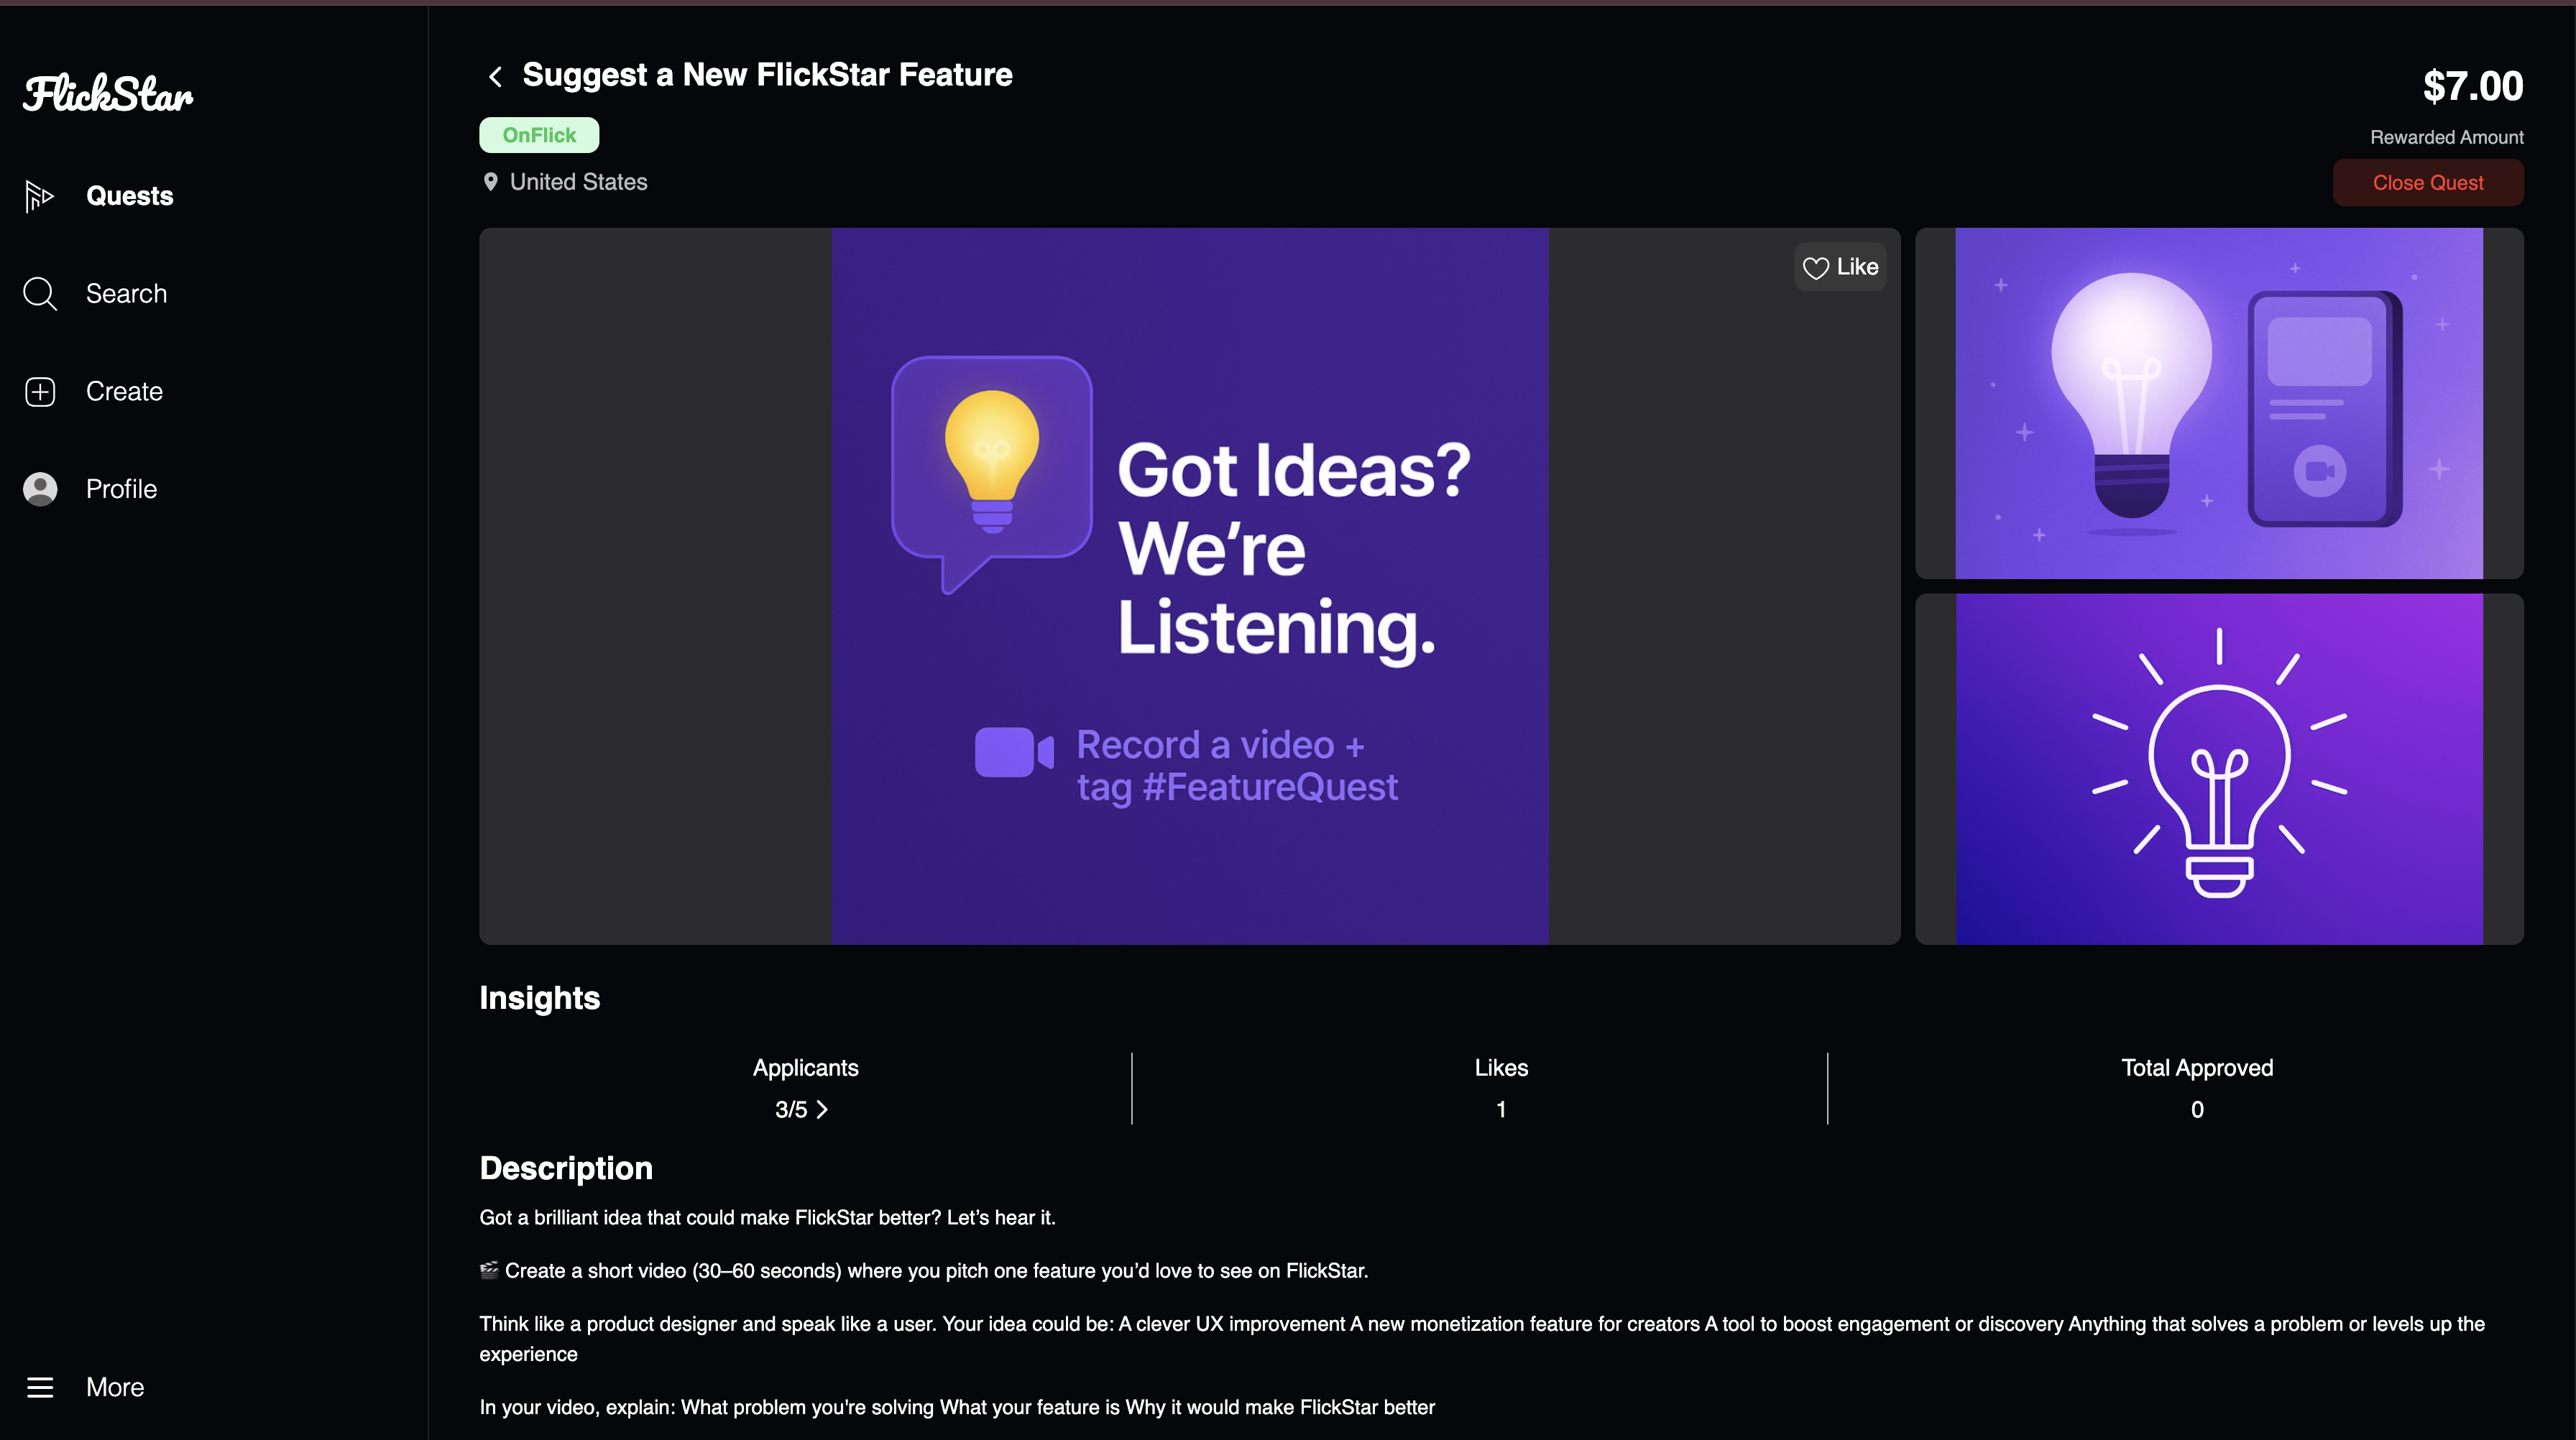 FlickStar
Quests
Search
Create
Profile
More
Suggest a New FlickStar Feature
OnFlick
United States
$7.00
Rewarded Amount
Close Quest
Like
Got Ideas?
We’re
Listening.
Record a video +
tag #FeatureQuest
Insights
Applicants
3/5
Likes
1
Total Approved
0
Description
Got a brilliant idea that could make FlickStar better? Let’s hear it.
🎬 Create a short video (30–60 seconds) where you pitch one feature you’d love to see on FlickStar.
Think like a product designer and speak like a user. Your idea could be: A clever UX improvement A new monetization feature for creators A tool to boost engagement or discovery Anything that solves a problem or levels up the
experience
In your video, explain: What problem you're solving What your feature is Why it would make FlickStar better